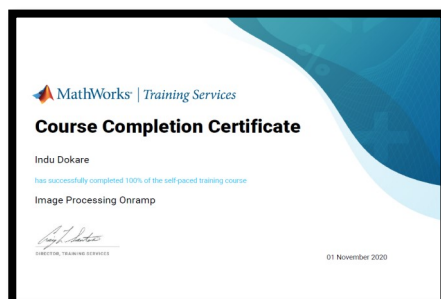 MathWorks® | Training Services
Course Completion Certificate
Indu Dokare
has successfully completed 100% of the self-paced training course
Image Processing Onramp
DIRECTOR, TRAINING SERVICES
01 November 2020